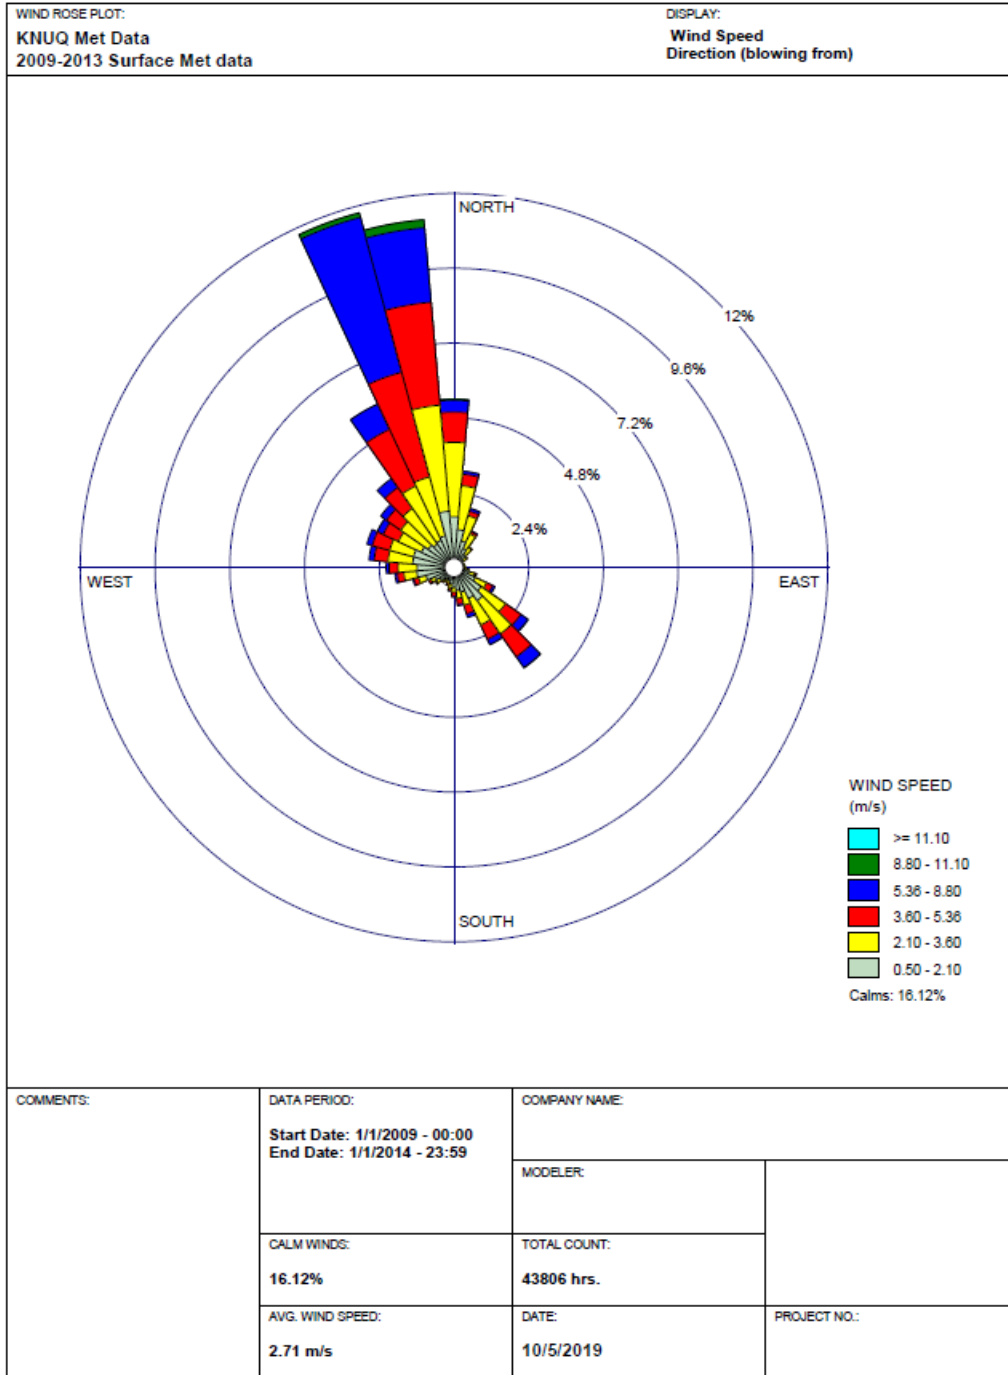 WIND ROSE PLOT:
KNUQ Met Data
2009-2013 Surface Met data
DISPLAY:
Wind Speed
Direction (blowing from)
NORTH
12%
9.6%
7.2%
4.8%
2.4%
WEST
EAST
SOUTH
WIND SPEED
(m/s)
>= 11.10
8.80 - 11.10
5.36 - 8.80
3.60 - 5.36
2.10 - 3.60
0.50 - 2.10
Calms: 16.12%
COMMENTS:
DATA PERIOD:
Start Date: 1/1/2009 - 00:00
End Date: 1/1/2014 - 23:59
COMPANY NAME:
MODELER:
CALM WINDS:
16.12%
TOTAL COUNT:
43806 hrs.
AVG. WIND SPEED:
2.71 m/s
DATE:
10/5/2019
PROJECT NO.: